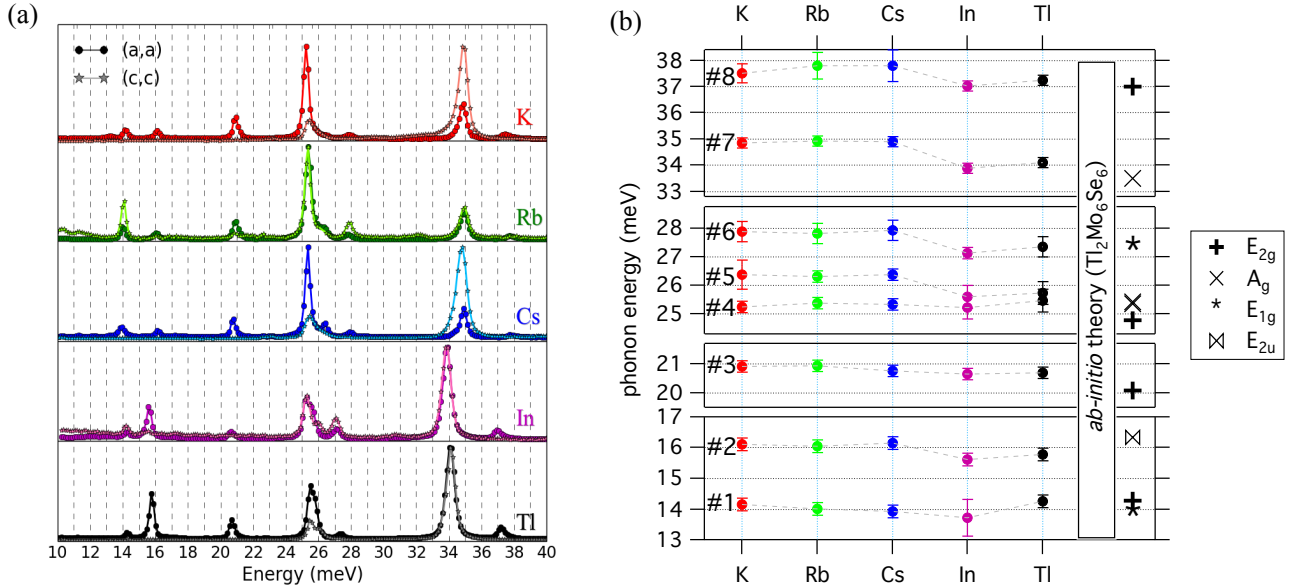 (a)
(a,a)
(c,c)
K
Rb
Cs
In
Tl
10 12 14 16 18 20 22 24 26 28 30 32 34 36 38 40
Energy (meV)
(b)
K Rb Cs In Tl
phonon energy (meV)
38
37
36
35
34
33
#8
#7
28
27
26
25
#6
#5
#4
21
20
#3
17
16
15
14
13
#2
#1
K Rb Cs In Tl
ab-initio theory (Tl₂Mo₆Se₆)
E₂g
Ag
E₁g
E₂u